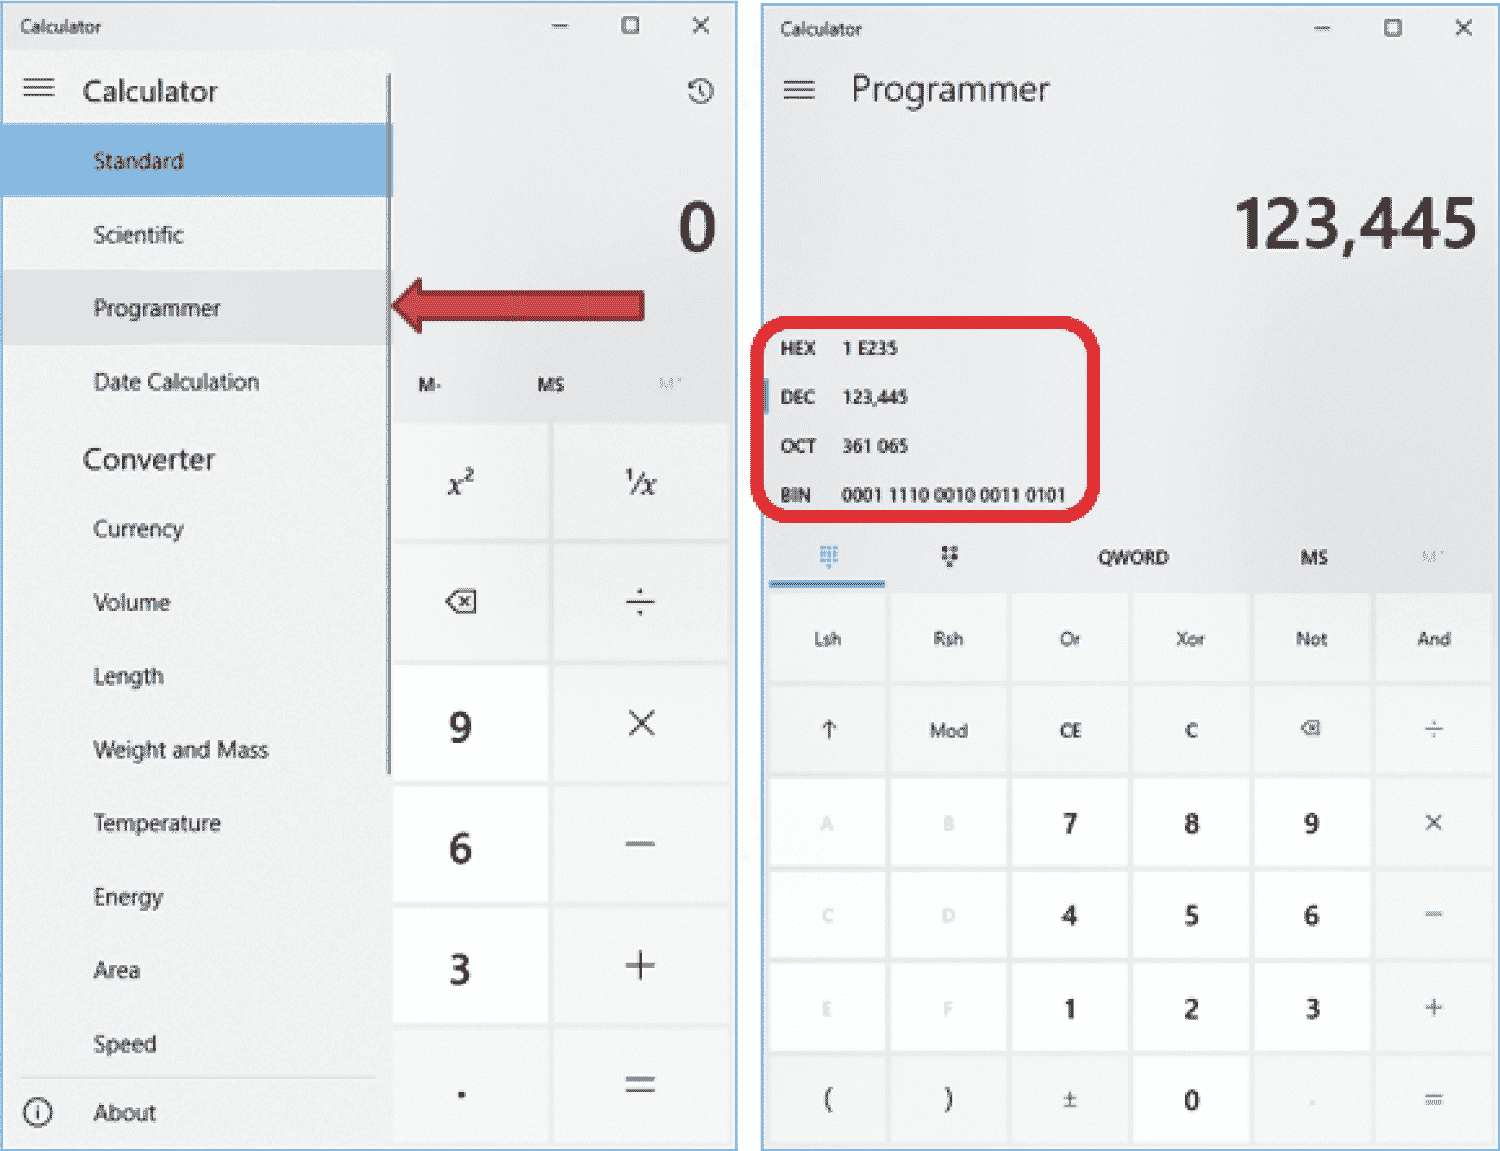 Calculator
Calculator
Standard
Scientific
Programmer
Date Calculation
Converter
Currency
Volume
Length
Weight and Mass
Temperature
Energy
Area
Speed
About
0
M- MS
x² ¹/x
÷
9 ×
6 −
3 +
. =
Calculator
Programmer
123,445
HEX 1 E235
DEC 123,445
OCT 361 065
BIN 0001 1110 0010 0011 0101
QWORD MS
Lsh Rsh Or Xor Not And
↑ Mod CE C ÷
A B 7 8 9 ×
C D 4 5 6 −
E F 1 2 3 +
( ) ± 0 . =